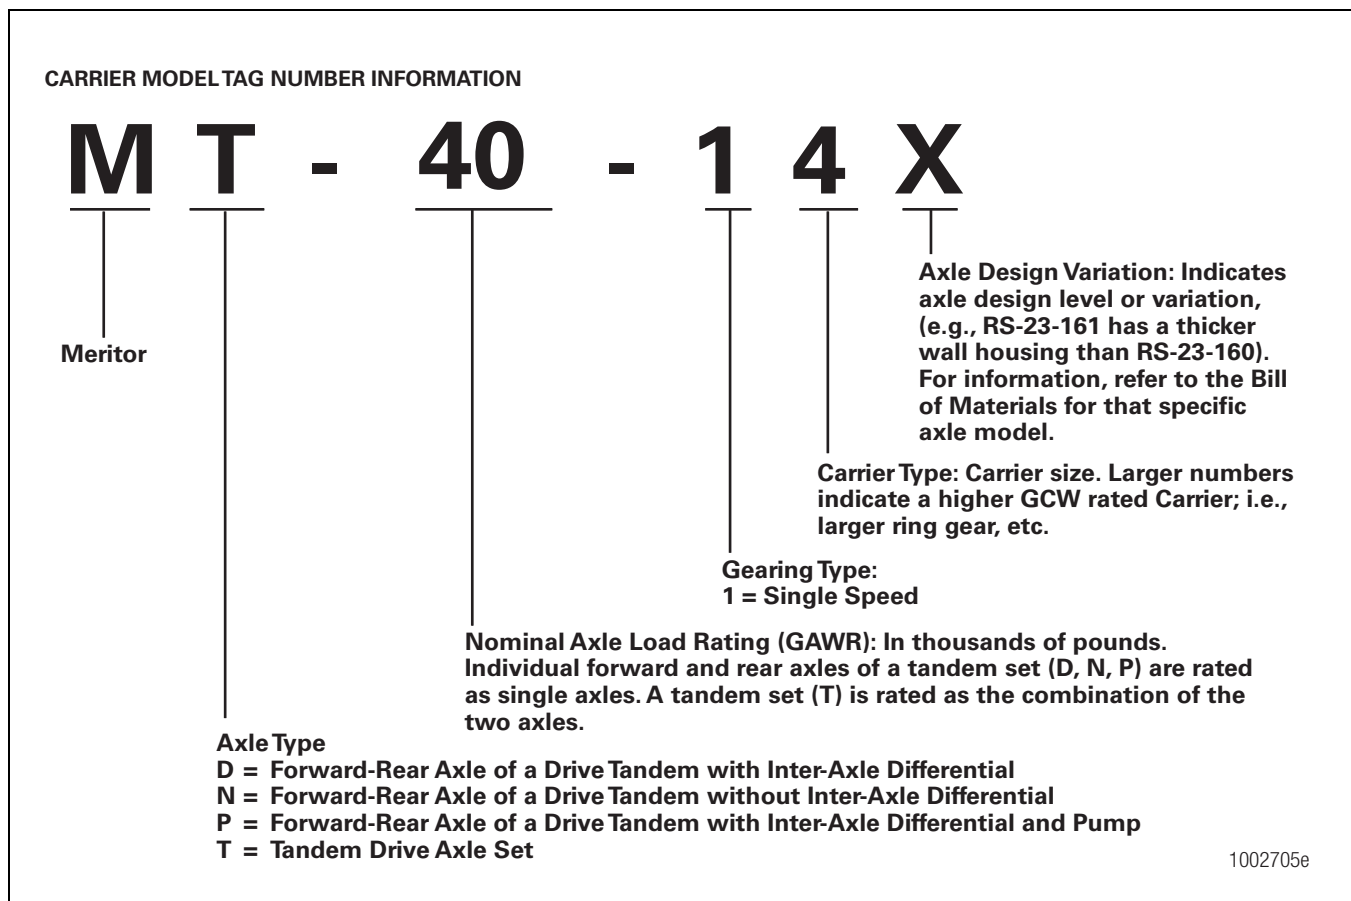 CARRIER MODEL TAG NUMBER INFORMATION
M T - 40 - 1 4 X
Axle Design Variation: Indicates
axle design level or variation,
(e.g., RS-23-161 has a thicker
wall housing than RS-23-160).
For information, refer to the Bill
of Materials for that specific
axle model.
Meritor
Carrier Type: Carrier size. Larger numbers
indicate a higher GCW rated Carrier; i.e.,
larger ring gear, etc.
Gearing Type:
1 = Single Speed
Nominal Axle Load Rating (GAWR): In thousands of pounds.
Individual forward and rear axles of a tandem set (D, N, P) are rated
as single axles. A tandem set (T) is rated as the combination of the
two axles.
Axle Type
D = Forward-Rear Axle of a Drive Tandem with Inter-Axle Differential
N = Forward-Rear Axle of a Drive Tandem without Inter-Axle Differential
P = Forward-Rear Axle of a Drive Tandem with Inter-Axle Differential and Pump
T = Tandem Drive Axle Set
1002705e